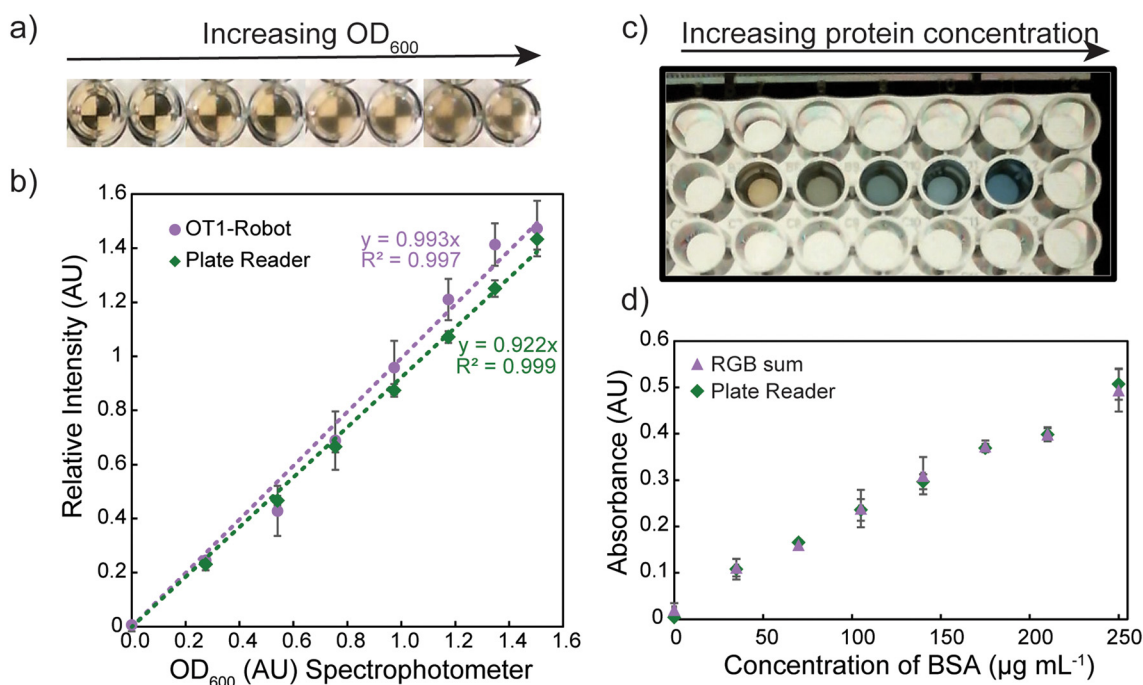 a)
Increasing OD600
b)
1.6
1.4
1.2
1
0.8
0.6
0.4
0.2
0
Relative Intensity (AU)
OT1-Robot
Plate Reader
y = 0.993x
R² = 0.997
y = 0.922x
R² = 0.999
0.0 0.2 0.4 0.6 0.8 1.0 1.2 1.4 1.6
OD600 (AU) Spectrophotometer
c)
Increasing protein concentration
d)
0.6
0.5
0.4
0.3
0.2
0.1
0
Absorbance (AU)
RGB sum
Plate Reader
0 50 100 150 200 250
Concentration of BSA (µg mL-1)